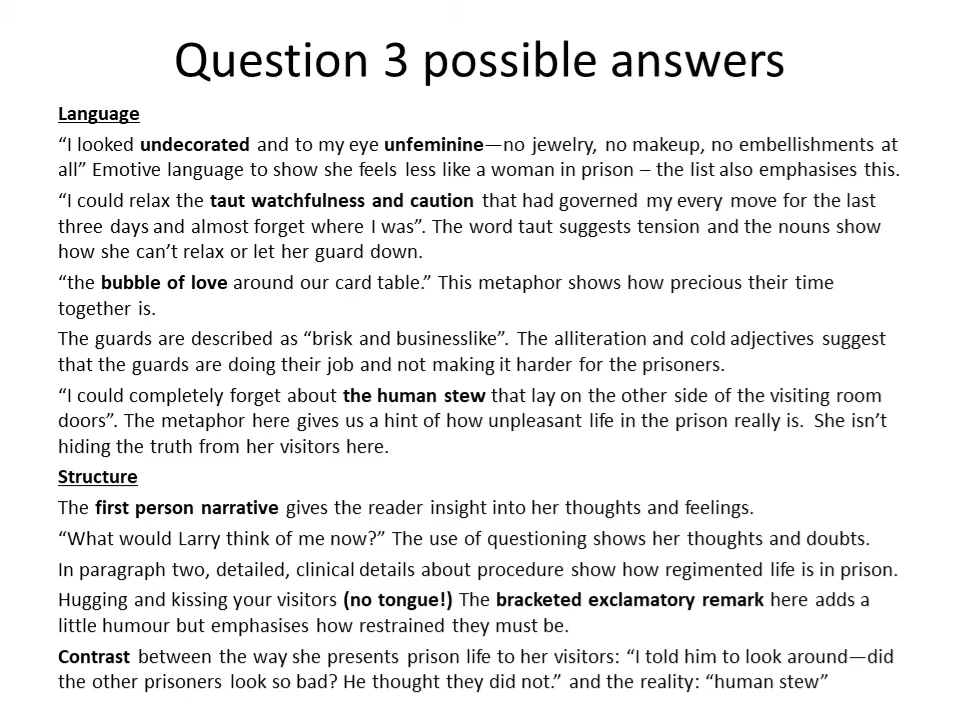 Question 3 possible answers
Language
“I looked undecorated and to my eye unfeminine—no jewelry, no makeup, no embellishments at
all” Emotive language to show she feels less like a woman in prison – the list also emphasises this.
“I could relax the taut watchfulness and caution that had governed my every move for the last
three days and almost forget where I was”. The word taut suggests tension and the nouns show
how she can’t relax or let her guard down.
“the bubble of love around our card table.” This metaphor shows how precious their time
together is.
The guards are described as “brisk and businesslike”. The alliteration and cold adjectives suggest
that the guards are doing their job and not making it harder for the prisoners.
“I could completely forget about the human stew that lay on the other side of the visiting room
doors”. The metaphor here gives us a hint of how unpleasant life in the prison really is. She isn’t
hiding the truth from her visitors here.
Structure
The first person narrative gives the reader insight into her thoughts and feelings.
“What would Larry think of me now?” The use of questioning shows her thoughts and doubts.
In paragraph two, detailed, clinical details about procedure show how regimented life is in prison.
Hugging and kissing your visitors (no tongue!) The bracketed exclamatory remark here adds a
little humour but emphasises how restrained they must be.
Contrast between the way she presents prison life to her visitors: “I told him to look around—did
the other prisoners look so bad? He thought they did not.” and the reality: “human stew”